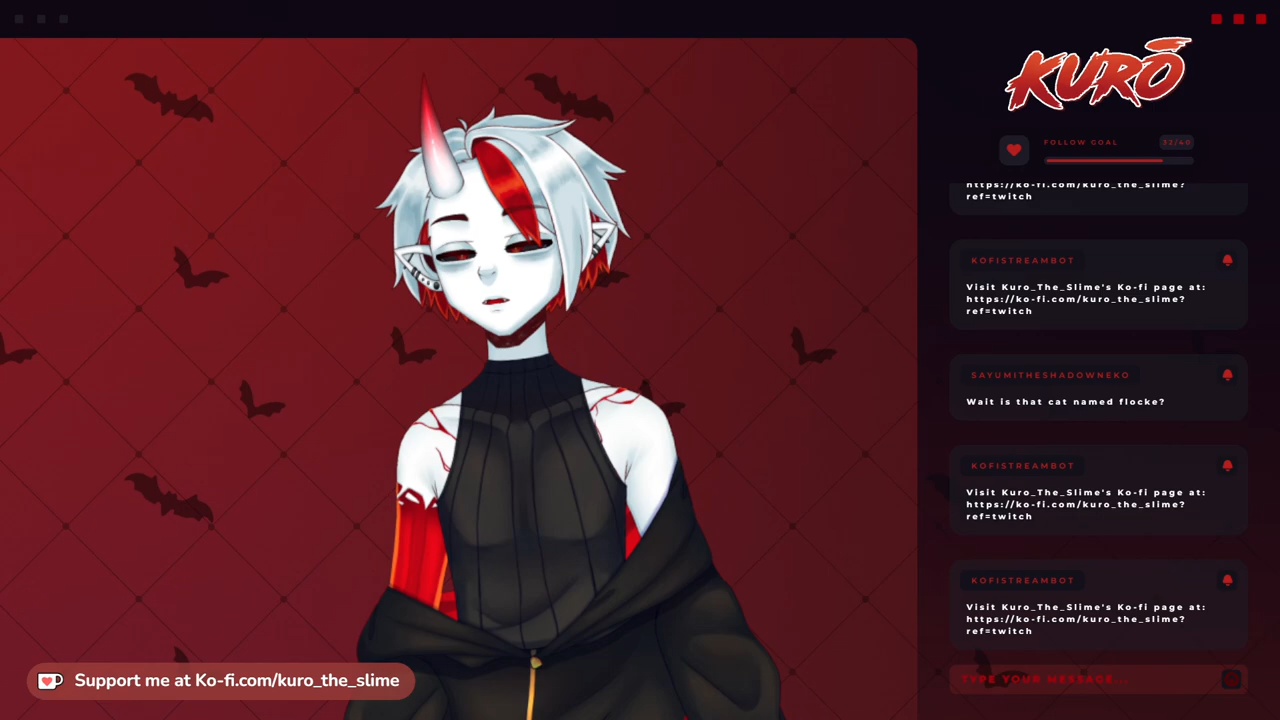 KURO
FOLLOW GOAL 32/40
https://ko-fi.com/kuro_the_slime?
ref=twitch
KOFISTREAMBOT
Visit Kuro_The_Slime's Ko-fi page at:
https://ko-fi.com/kuro_the_slime?
ref=twitch
SAYUMITHESHADOWNEKO
Wait is that cat named flocke?
KOFISTREAMBOT
Visit Kuro_The_Slime's Ko-fi page at:
https://ko-fi.com/kuro_the_slime?
ref=twitch
KOFISTREAMBOT
Visit Kuro_The_Slime's Ko-fi page at:
https://ko-fi.com/kuro_the_slime?
ref=twitch
TYPE YOUR MESSAGE...
Support me at Ko-fi.com/kuro_the_slime